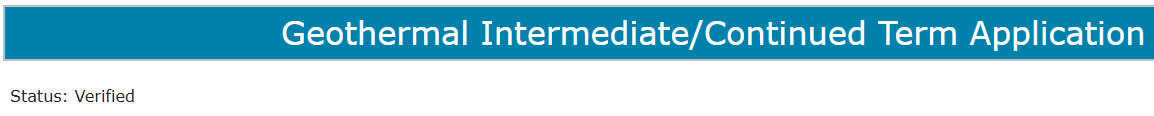 Geothermal Intermediate/Continued Term Application
Status: Verified